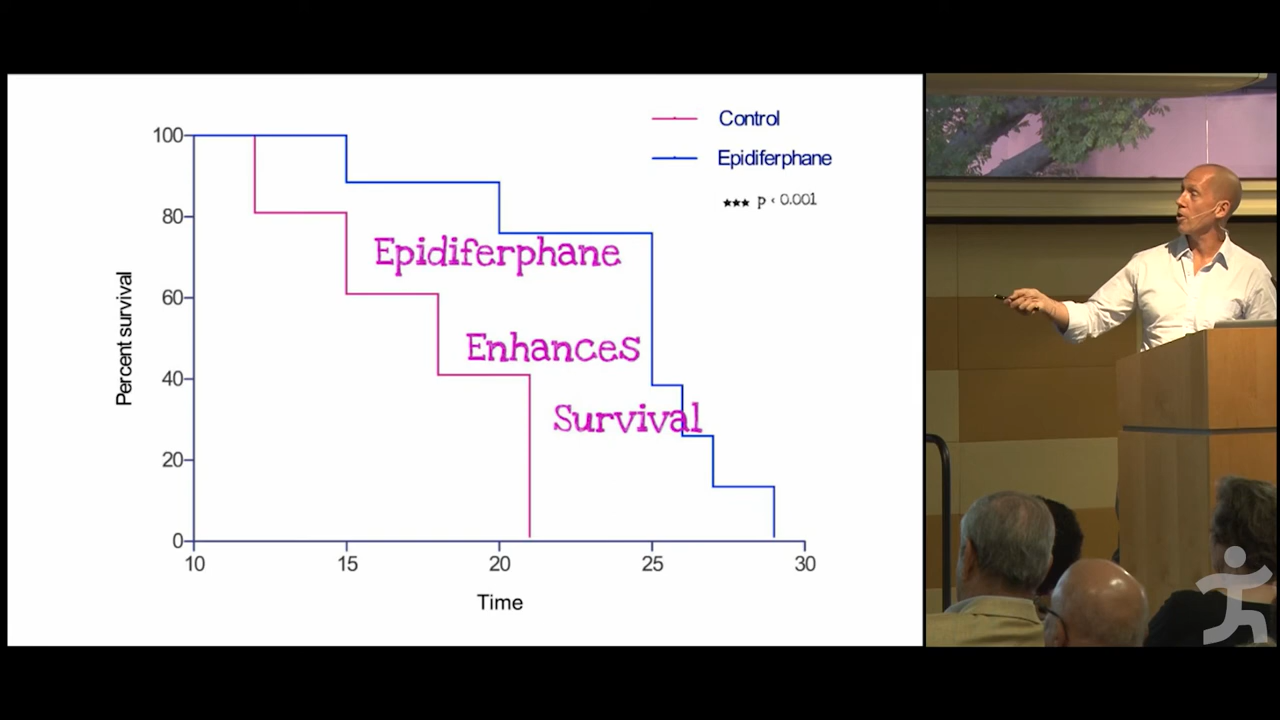 Control
Epidiferphane
*** p < 0.001
100
80
60
40
20
0
Percent survival
Epidiferphane
Enhances
Survival
10 15 20 25 30
Time